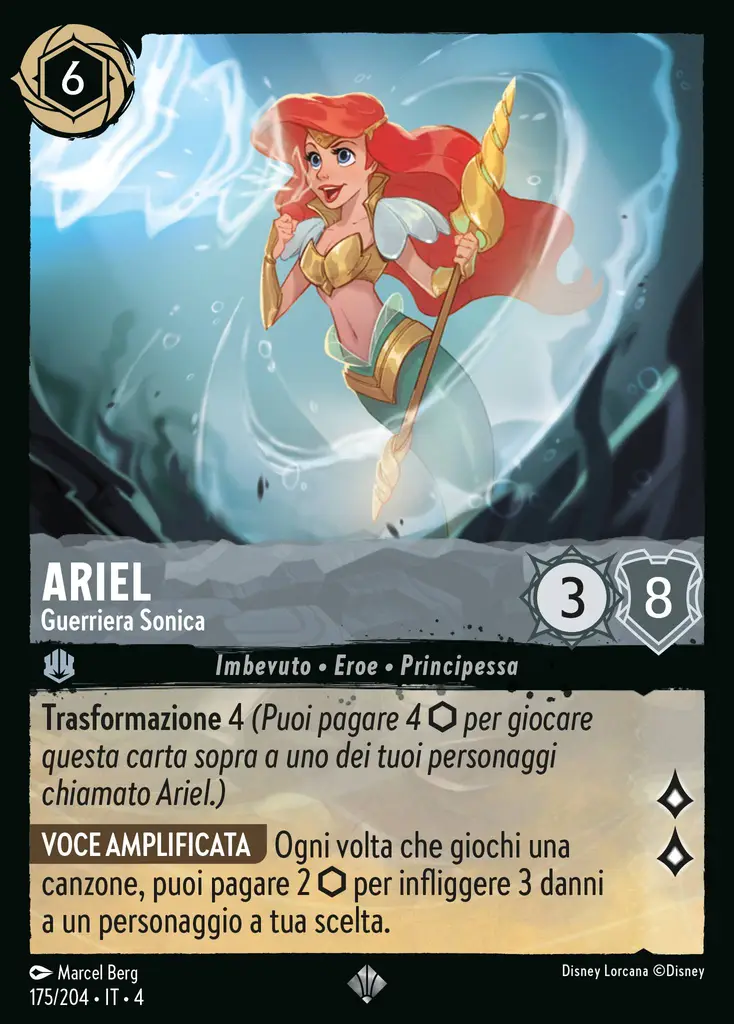 6
ARIEL
Guerriera Sonica
3
8
Imbevuto • Eroe • Principessa
Trasformazione 4 (Puoi pagare 4 ⬡ per giocare
questa carta sopra a uno dei tuoi personaggi
chiamato Ariel.)
VOCE AMPLIFICATA Ogni volta che giochi una
canzone, puoi pagare 2 ⬡ per infliggere 3 danni
a un personaggio a tua scelta.
Marcel Berg
Disney Lorcana ©Disney
175/204 • IT • 4